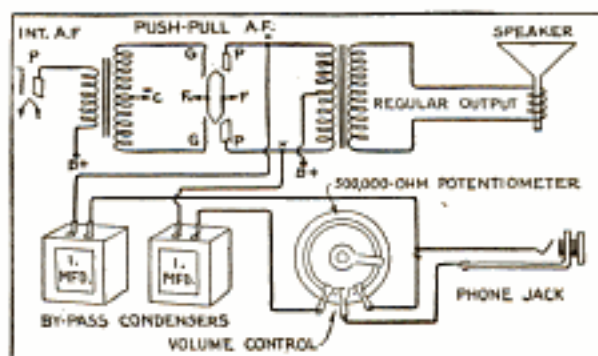 INT. A.F
PUSH-PULL A.F.
SPEAKER
P
G
P
-C
F
F
REGULAR OUTPUT
G
P
B+
B+
500,000-OHM POTENTIOMETER
1.
MFD.
1.
MFD.
PHONE JACK
BY-PASS CONDENSERS
VOLUME CONTROL